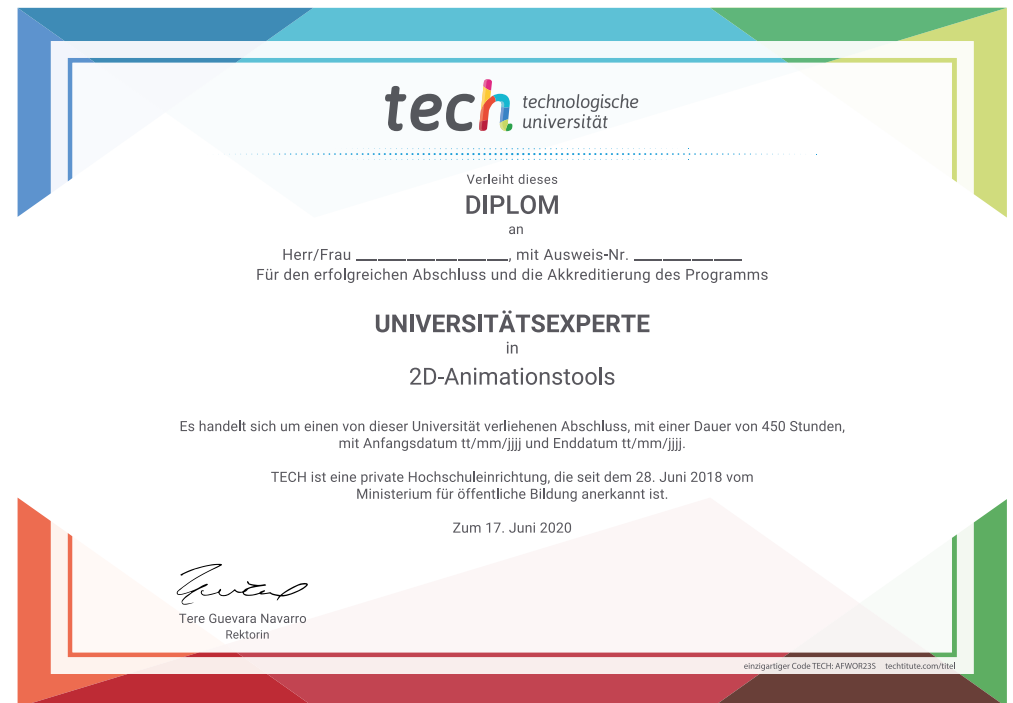 tech technologische
universität
Verleiht dieses
DIPLOM
an
Herr/Frau ____________________, mit Ausweis-Nr. ______________
Für den erfolgreichen Abschluss und die Akkreditierung des Programms
UNIVERSITÄTSEXPERTE
in
2D-Animationstools
Es handelt sich um einen von dieser Universität verliehenen Abschluss, mit einer Dauer von 450 Stunden,
mit Anfangsdatum tt/mm/jjjj und Enddatum tt/mm/jjjj.
TECH ist eine private Hochschuleinrichtung, die seit dem 28. Juni 2018 vom
Ministerium für öffentliche Bildung anerkannt ist.
Zum 17. Juni 2020
Tere Guevara Navarro
Rektorin
einzigartiger Code TECH: AFWOR23S techtitute.com/titel